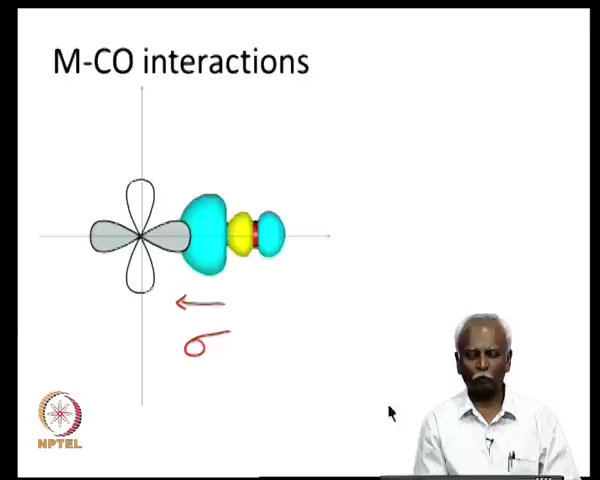 M-CO interactions
σ
NPTEL